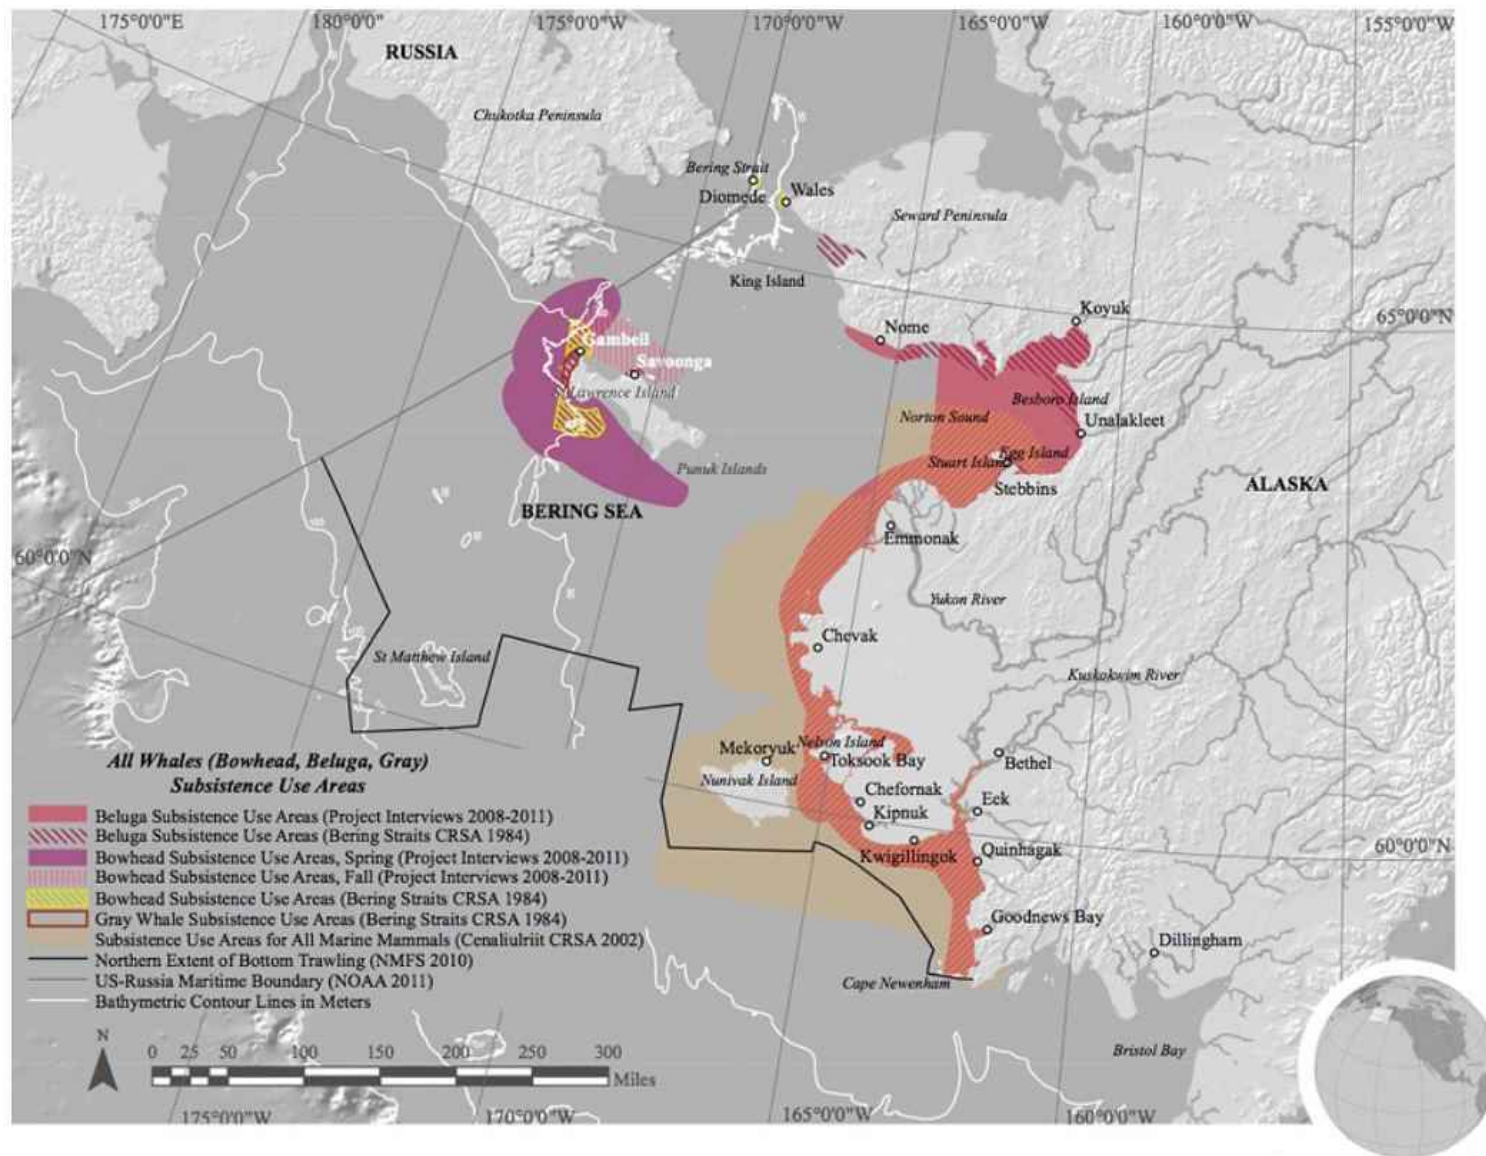 175°0'0"E
180°0'0"
175°0'0"W
170°0'0"W
165°0'0"W
160°0'0"W
155°0'0"W
RUSSIA
Chukotka Peninsula
Bering Strait
Diomede
Wales
Seward Peninsula
King Island
Koyuk
65°0'0"N
Nome
Gambell
Savoonga
St Lawrence Island
Besboro Island
Norton Sound
Unalakleet
Egg Island
Stuart Island
Punuk Islands
Stebbins
ALASKA
BERING SEA
Emmonak
60°0'0"N
Yukon River
Chevak
St Matthew Island
Kuskokwim River
Nelson Island
Mekoryuk
Toksook Bay
Bethel
Nunivak Island
Chefornak
Eek
Kipnuk
Kwigillingok
Quinhagak
60°0'0"N
Goodnews Bay
Dillingham
Cape Newenham
Bristol Bay
All Whales (Bowhead, Beluga, Gray)
Subsistence Use Areas
Beluga Subsistence Use Areas (Project Interviews 2008-2011)
Beluga Subsistence Use Areas (Bering Straits CRSA 1984)
Bowhead Subsistence Use Areas, Spring (Project Interviews 2008-2011)
Bowhead Subsistence Use Areas, Fall (Project Interviews 2008-2011)
Bowhead Subsistence Use Areas (Bering Straits CRSA 1984)
Gray Whale Subsistence Use Areas (Bering Straits CRSA 1984)
Subsistence Use Areas for All Marine Mammals (Cenaliulriit CRSA 2002)
Northern Extent of Bottom Trawling (NMFS 2010)
US-Russia Maritime Boundary (NOAA 2011)
Bathymetric Contour Lines in Meters
N
0 25 50 100 150 200 250 300
Miles
175°0'0"W
170°0'0"W
165°0'0"W
160°0'0"W